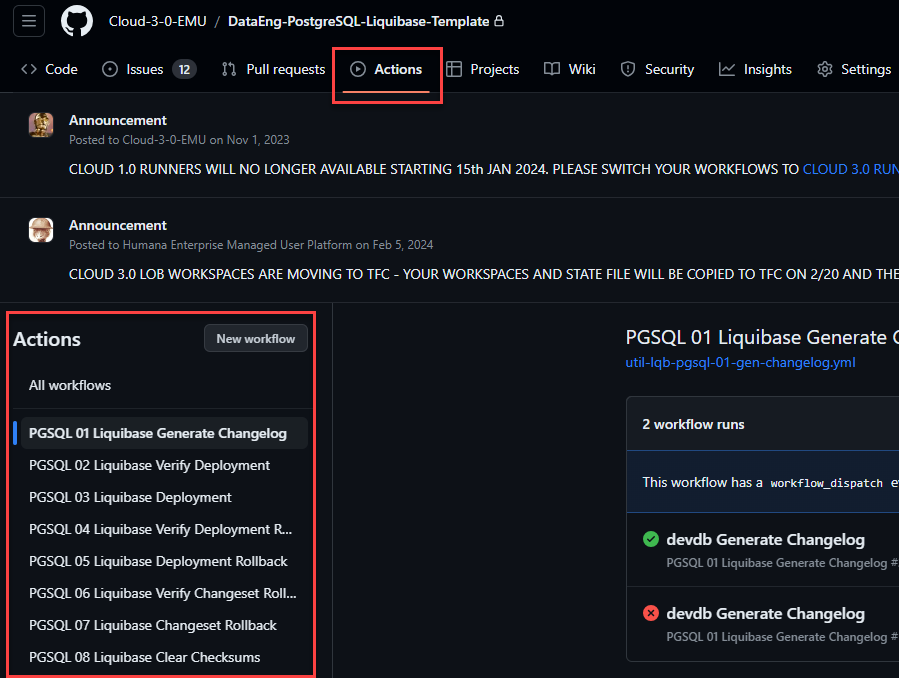 Cloud-3-0-EMU / DataEng-PostgreSQL-Liquibase-Template
Code Issues 12 Pull requests Actions Projects Wiki Security Insights Settings
Announcement
Posted to Cloud-3-0-EMU on Nov 1, 2023
CLOUD 1.0 RUNNERS WILL NO LONGER AVAILABLE STARTING 15th JAN 2024. PLEASE SWITCH YOUR WORKFLOWS TO CLOUD 3.0 RUN
Announcement
Posted to Humana Enterprise Managed User Platform on Feb 5, 2024
CLOUD 3.0 LOB WORKSPACES ARE MOVING TO TFC - YOUR WORKSPACES AND STATE FILE WILL BE COPIED TO TFC ON 2/20 AND THE
Actions
New workflow
All workflows
PGSQL 01 Liquibase Generate Changelog
PGSQL 02 Liquibase Verify Deployment
PGSQL 03 Liquibase Deployment
PGSQL 04 Liquibase Verify Deployment R...
PGSQL 05 Liquibase Deployment Rollback
PGSQL 06 Liquibase Verify Changeset Roll...
PGSQL 07 Liquibase Changeset Rollback
PGSQL 08 Liquibase Clear Checksums
PGSQL 01 Liquibase Generate C
util-lqb-pgsql-01-gen-changelog.yml
2 workflow runs
This workflow has a workflow_dispatch e
devdb Generate Changelog
PGSQL 01 Liquibase Generate Changelog #
devdb Generate Changelog
PGSQL 01 Liquibase Generate Changelog #